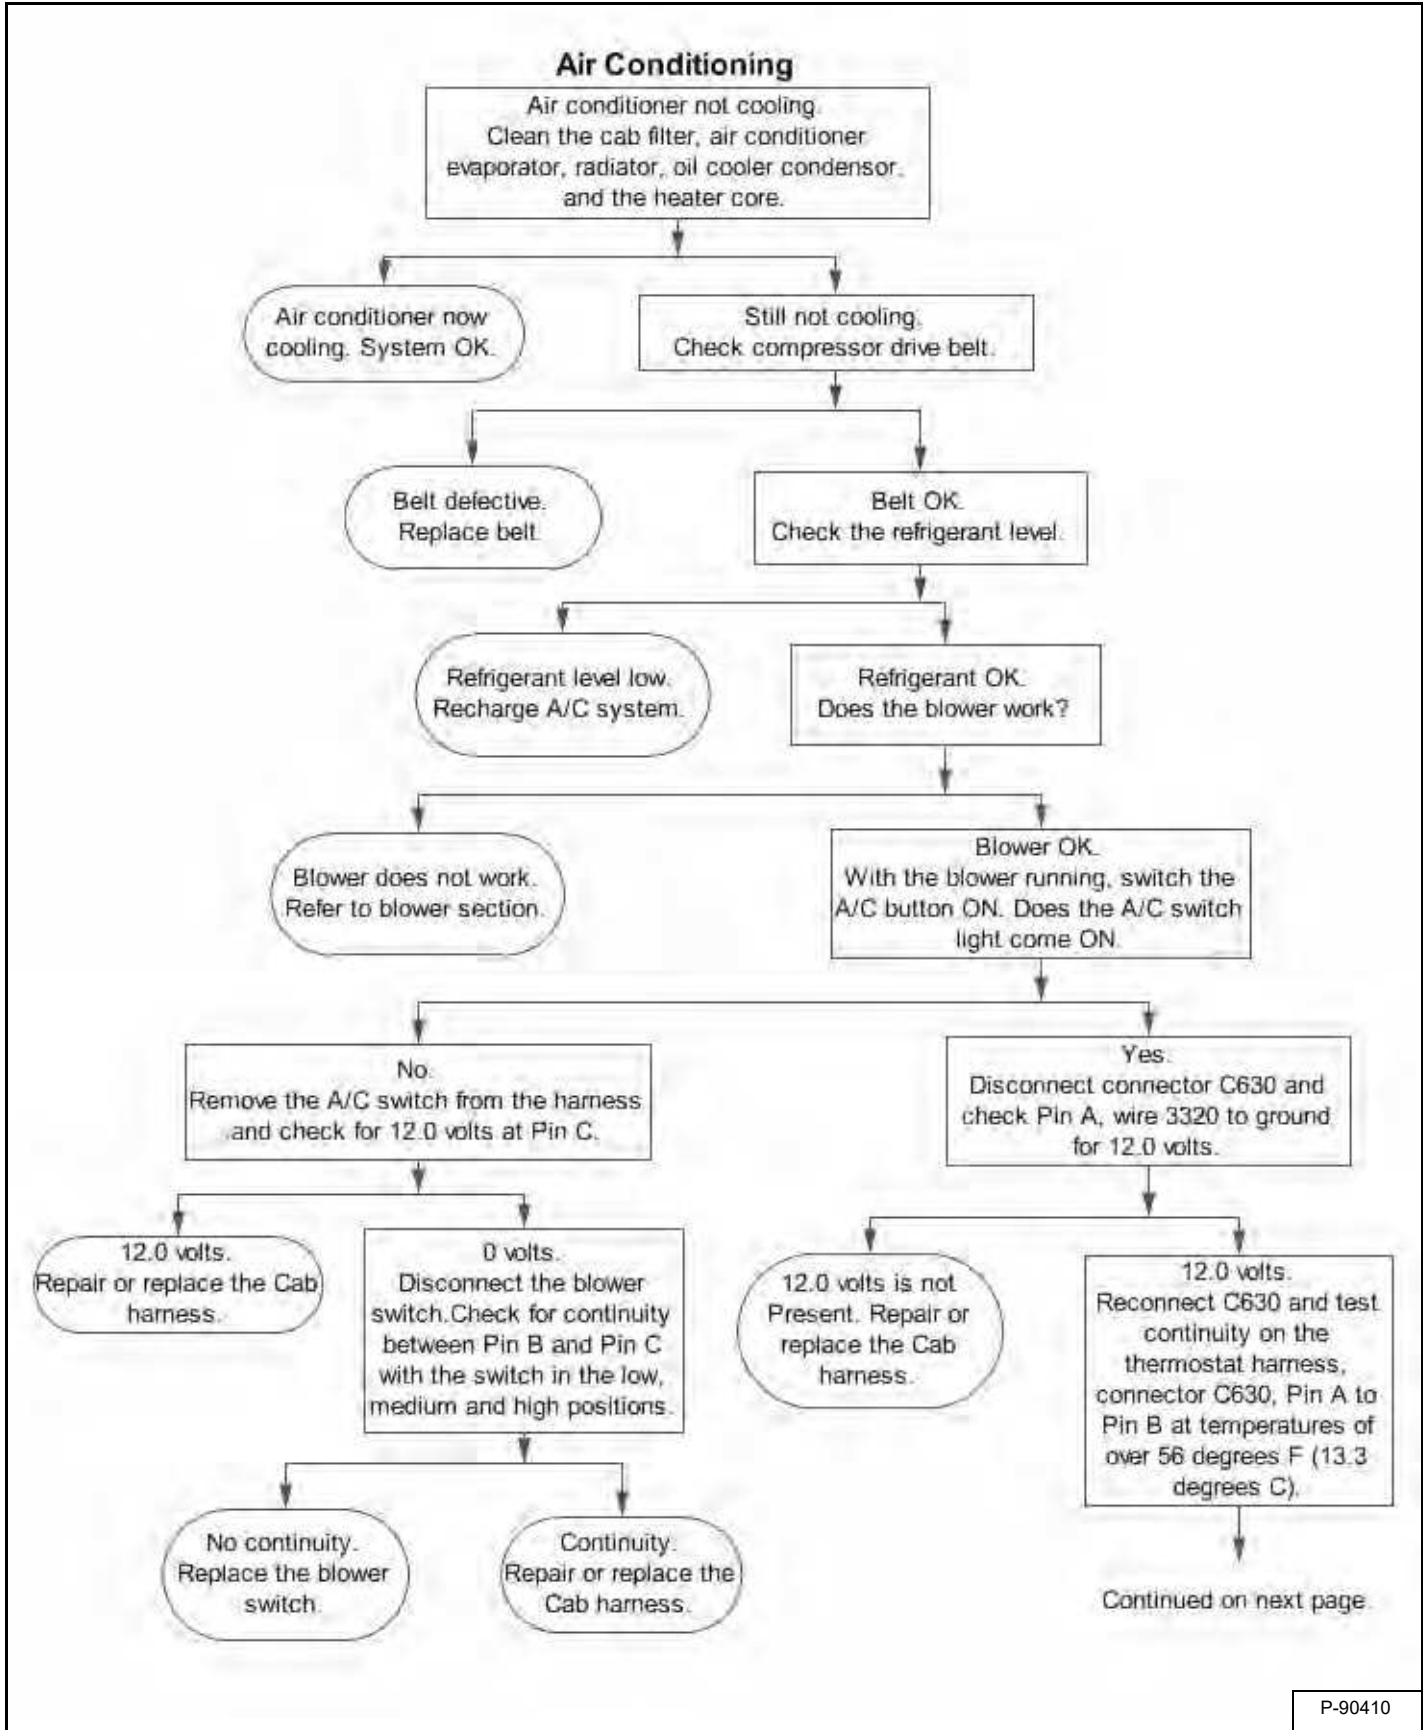 Air Conditioning
Air conditioner not cooling.
Clean the cab filter, air conditioner
evaporator, radiator, oil cooler condensor,
and the heater core.
Air conditioner now
cooling. System OK.
Still not cooling.
Check compressor drive belt.
Belt defective.
Replace belt.
Belt OK.
Check the refrigerant level.
Refrigerant level low.
Recharge A/C system.
Refrigerant OK.
Does the blower work?
Blower does not work.
Refer to blower section.
Blower OK.
With the blower running, switch the
A/C button ON. Does the A/C switch
light come ON.
No.
Remove the A/C switch from the harness
and check for 12.0 volts at Pin C.
Yes.
Disconnect connector C630 and
check Pin A, wire 3320 to ground
for 12.0 volts.
12.0 volts.
Repair or replace the Cab
harness.
0 volts.
Disconnect the blower
switch.Check for continuity
between Pin B and Pin C
with the switch in the low,
medium and high positions.
12.0 volts is not
Present. Repair or
replace the Cab
harness.
12.0 volts.
Reconnect C630 and test
continuity on the
thermostat harness,
connector C630, Pin A to
Pin B at temperatures of
over 56 degrees F (13.3
degrees C).
No continuity.
Replace the blower
switch.
Continuity.
Repair or replace the
Cab harness.
Continued on next page.
P-90410